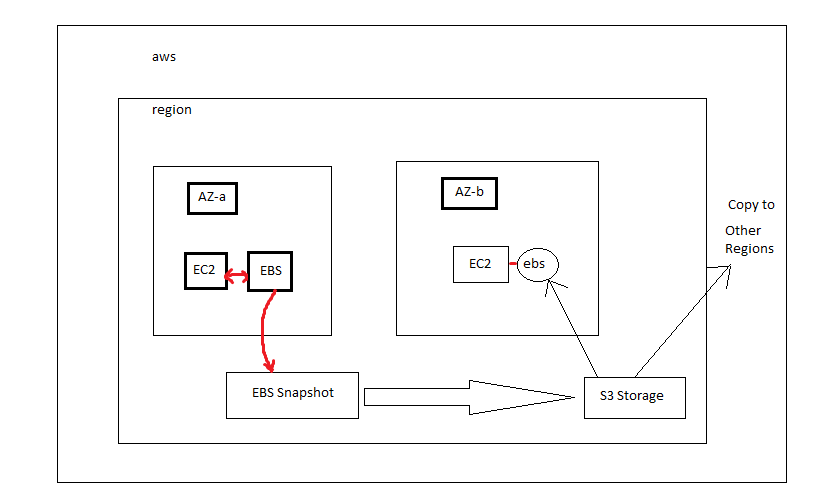 aws
region
AZ-a
AZ-b
Copy to
Other
Regions
EC2
EBS
EC2
ebs
EBS Snapshot
S3 Storage